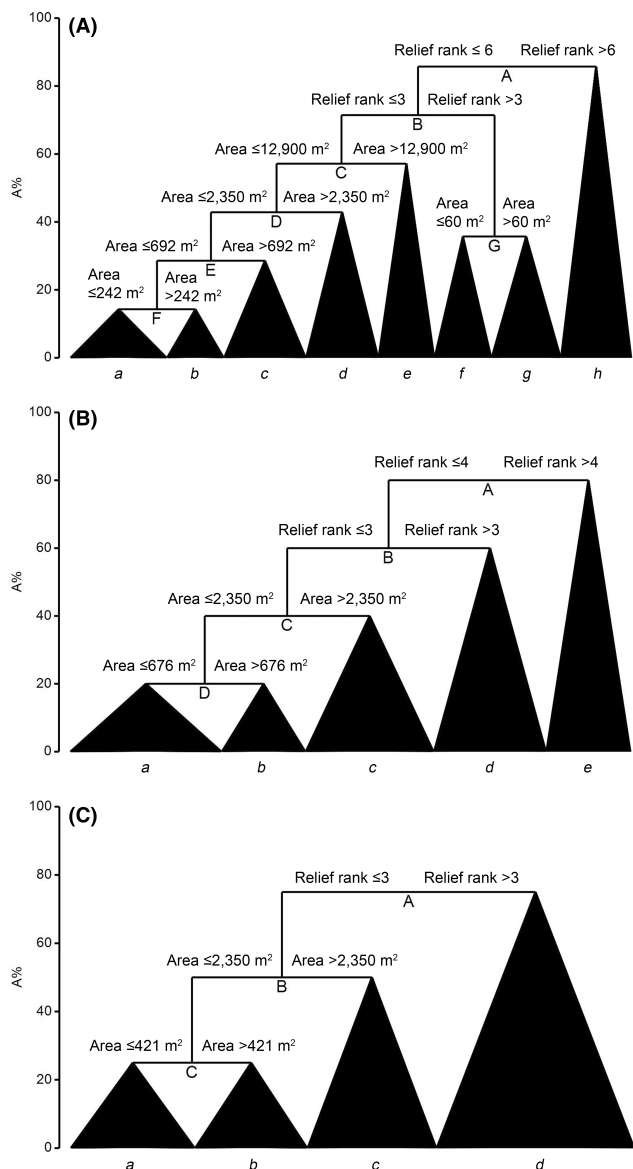 (A)
100
80
60
40
20
0
A%
Relief rank ≤ 6 Relief rank >6
A
Relief rank ≤3 Relief rank >3
B
Area ≤12,900 m² Area >12,900 m²
C
Area ≤2,350 m² Area >2,350 m²
D
Area ≤60 m² Area >60 m²
G
Area ≤692 m² Area >692 m²
E
Area ≤242 m² Area >242 m²
F
a b c d e f g h
(B)
100
80
60
40
20
0
A%
Relief rank ≤4 Relief rank >4
A
Relief rank ≤3 Relief rank >3
B
Area ≤2,350 m² Area >2,350 m²
C
Area ≤676 m² Area >676 m²
D
a b c d e
(C)
100
80
60
40
20
0
A%
Relief rank ≤3 Relief rank >3
A
Area ≤2,350 m² Area >2,350 m²
B
Area ≤421 m² Area >421 m²
C
a b c d